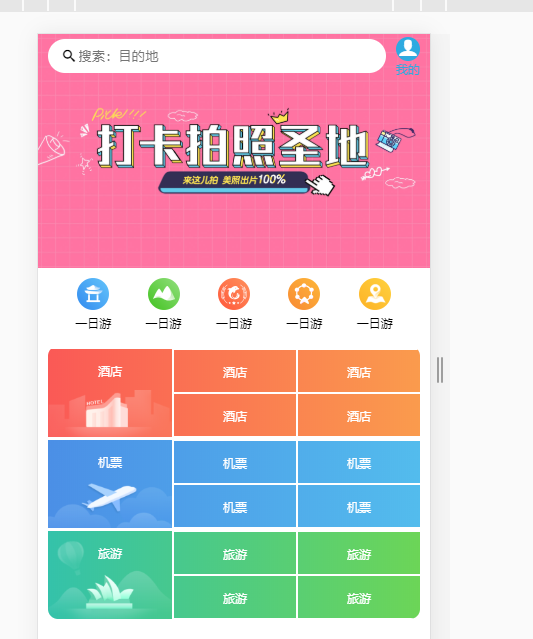 搜索：目的地
我的
Pick!!!!
打卡拍照圣地
来这儿拍 美照出片100%
一日游 一日游 一日游 一日游 一日游
酒店 酒店 酒店
HOTEL
酒店 酒店
机票 机票 机票
机票 机票
旅游 旅游 旅游
旅游 旅游